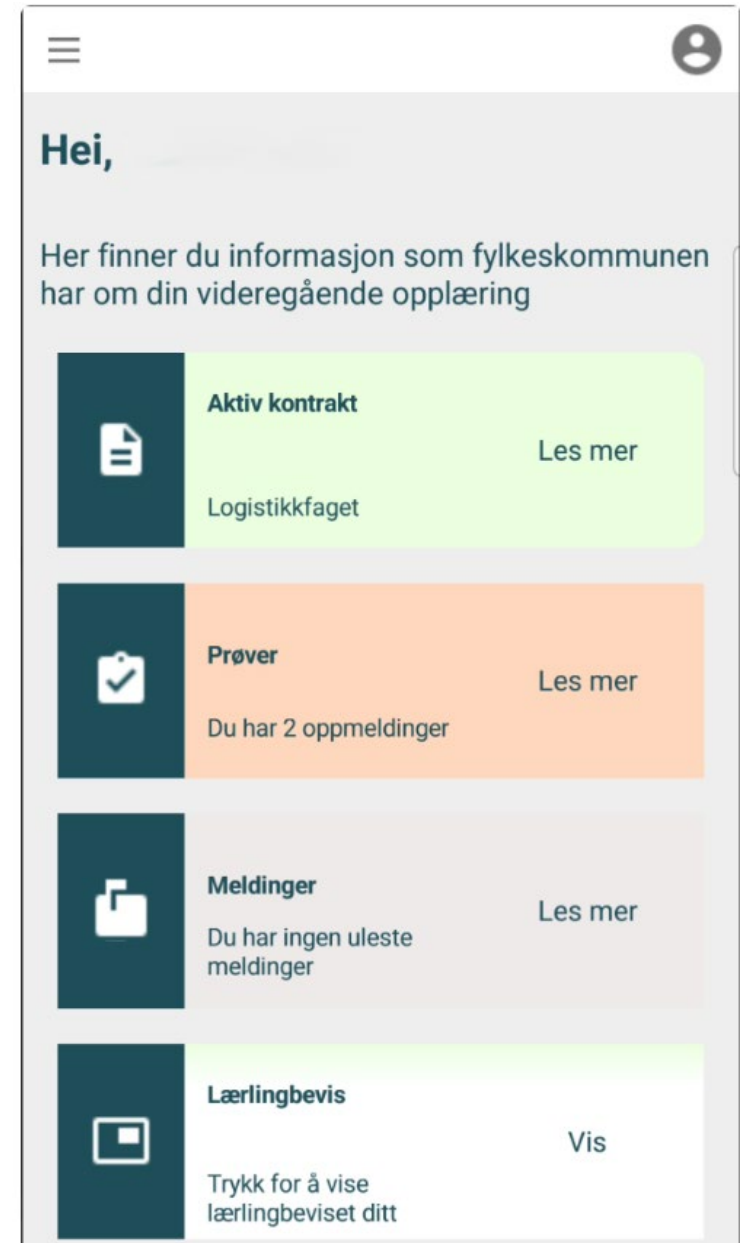 Hei,
Her finner du informasjon som fylkeskommunen
har om din videregående opplæring
Aktiv kontrakt
Les mer
Logistikkfaget
Prøver
Les mer
Du har 2 oppmeldinger
Meldinger
Les mer
Du har ingen uleste
meldinger
Lærlingbevis
Vis
Trykk for å vise
lærlingbeviset ditt